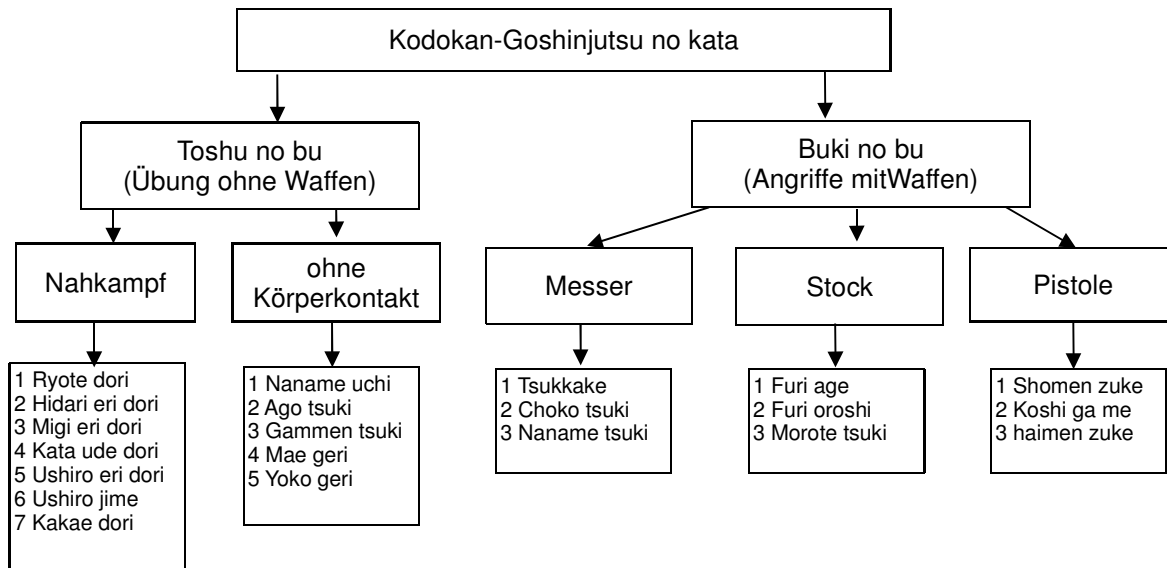 Kodokan-Goshinjutsu no kata
Toshu no bu
(Übung ohne Waffen)
Buki no bu
(Angriffe mitWaffen)
Nahkampf
ohne
Körperkontakt
Messer
Stock
Pistole
1 Ryote dori
2 Hidari eri dori
3 Migi eri dori
4 Kata ude dori
5 Ushiro eri dori
6 Ushiro jime
7 Kakae dori
1 Naname uchi
2 Ago tsuki
3 Gammen tsuki
4 Mae geri
5 Yoko geri
1 Tsukkake
2 Choko tsuki
3 Naname tsuki
1 Furi age
2 Furi oroshi
3 Morote tsuki
1 Shomen zuke
2 Koshi ga me
3 haimen zuke